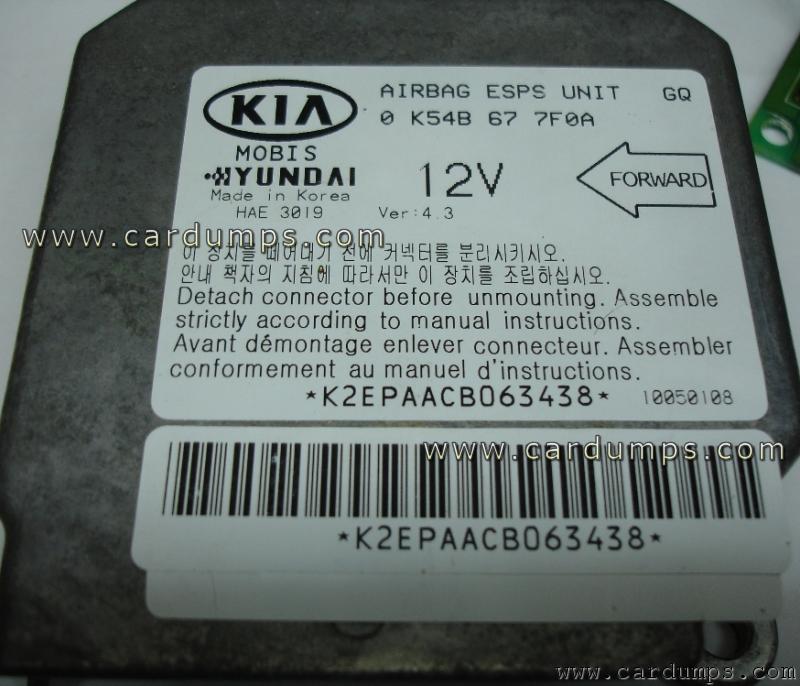 KIA
AIRBAG ESPS UNIT GQ
0 K54B 67 7F0A
MOBIS
HYUNDAI
12V
FORWARD
Made in Korea
HAE 3019 Ver:4.3
www.cardumps.com
이 장치를 떼어내기 전에 커넥터를 분리시키시오.
안내 책자의 지침에 따라서만 이 장치를 조립하십시오.
Detach connector before unmounting. Assemble
strictly according to manual instructions.
Avant démontage enlever connecteur. Assembler
conformement au manuel d'instructions.
*K2EPAACB063438* 10050108
www.cardumps.com
*K2EPAACB063438*
www.cardumps.com